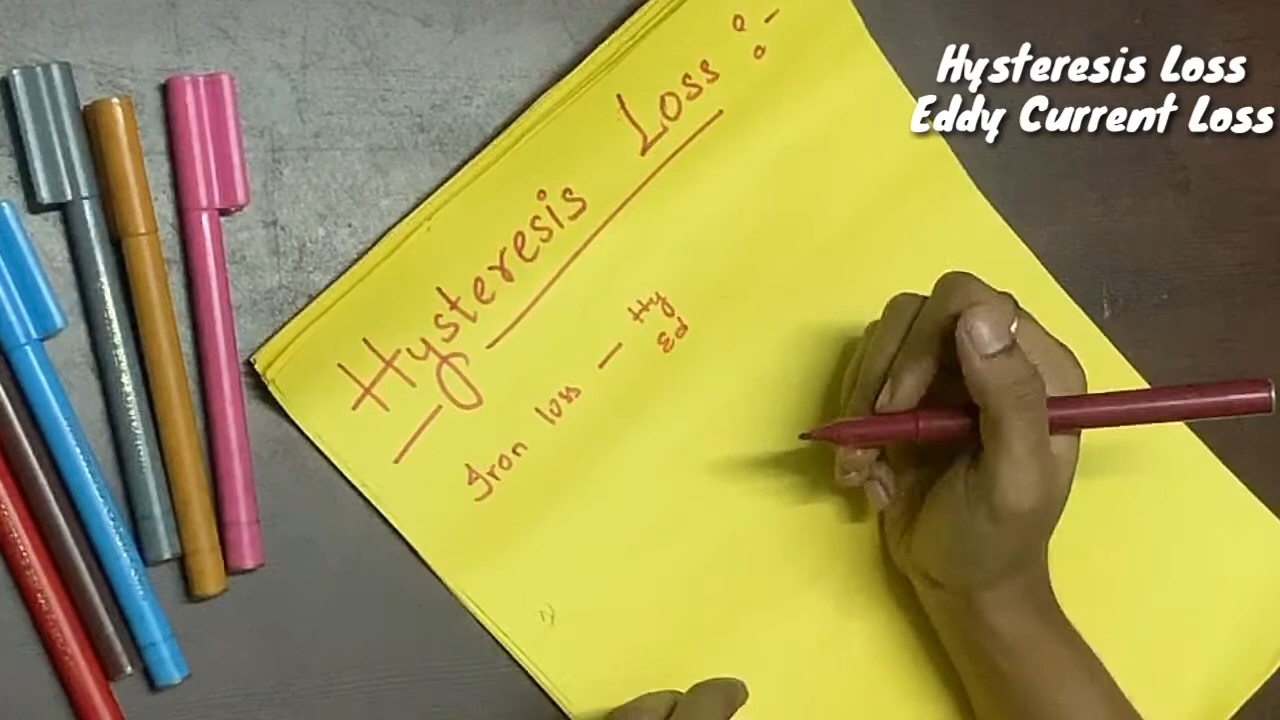 Hysteresis Loss
Eddy Current Loss
Hysteresis Loss :-
Iron loss - Hy
Ed